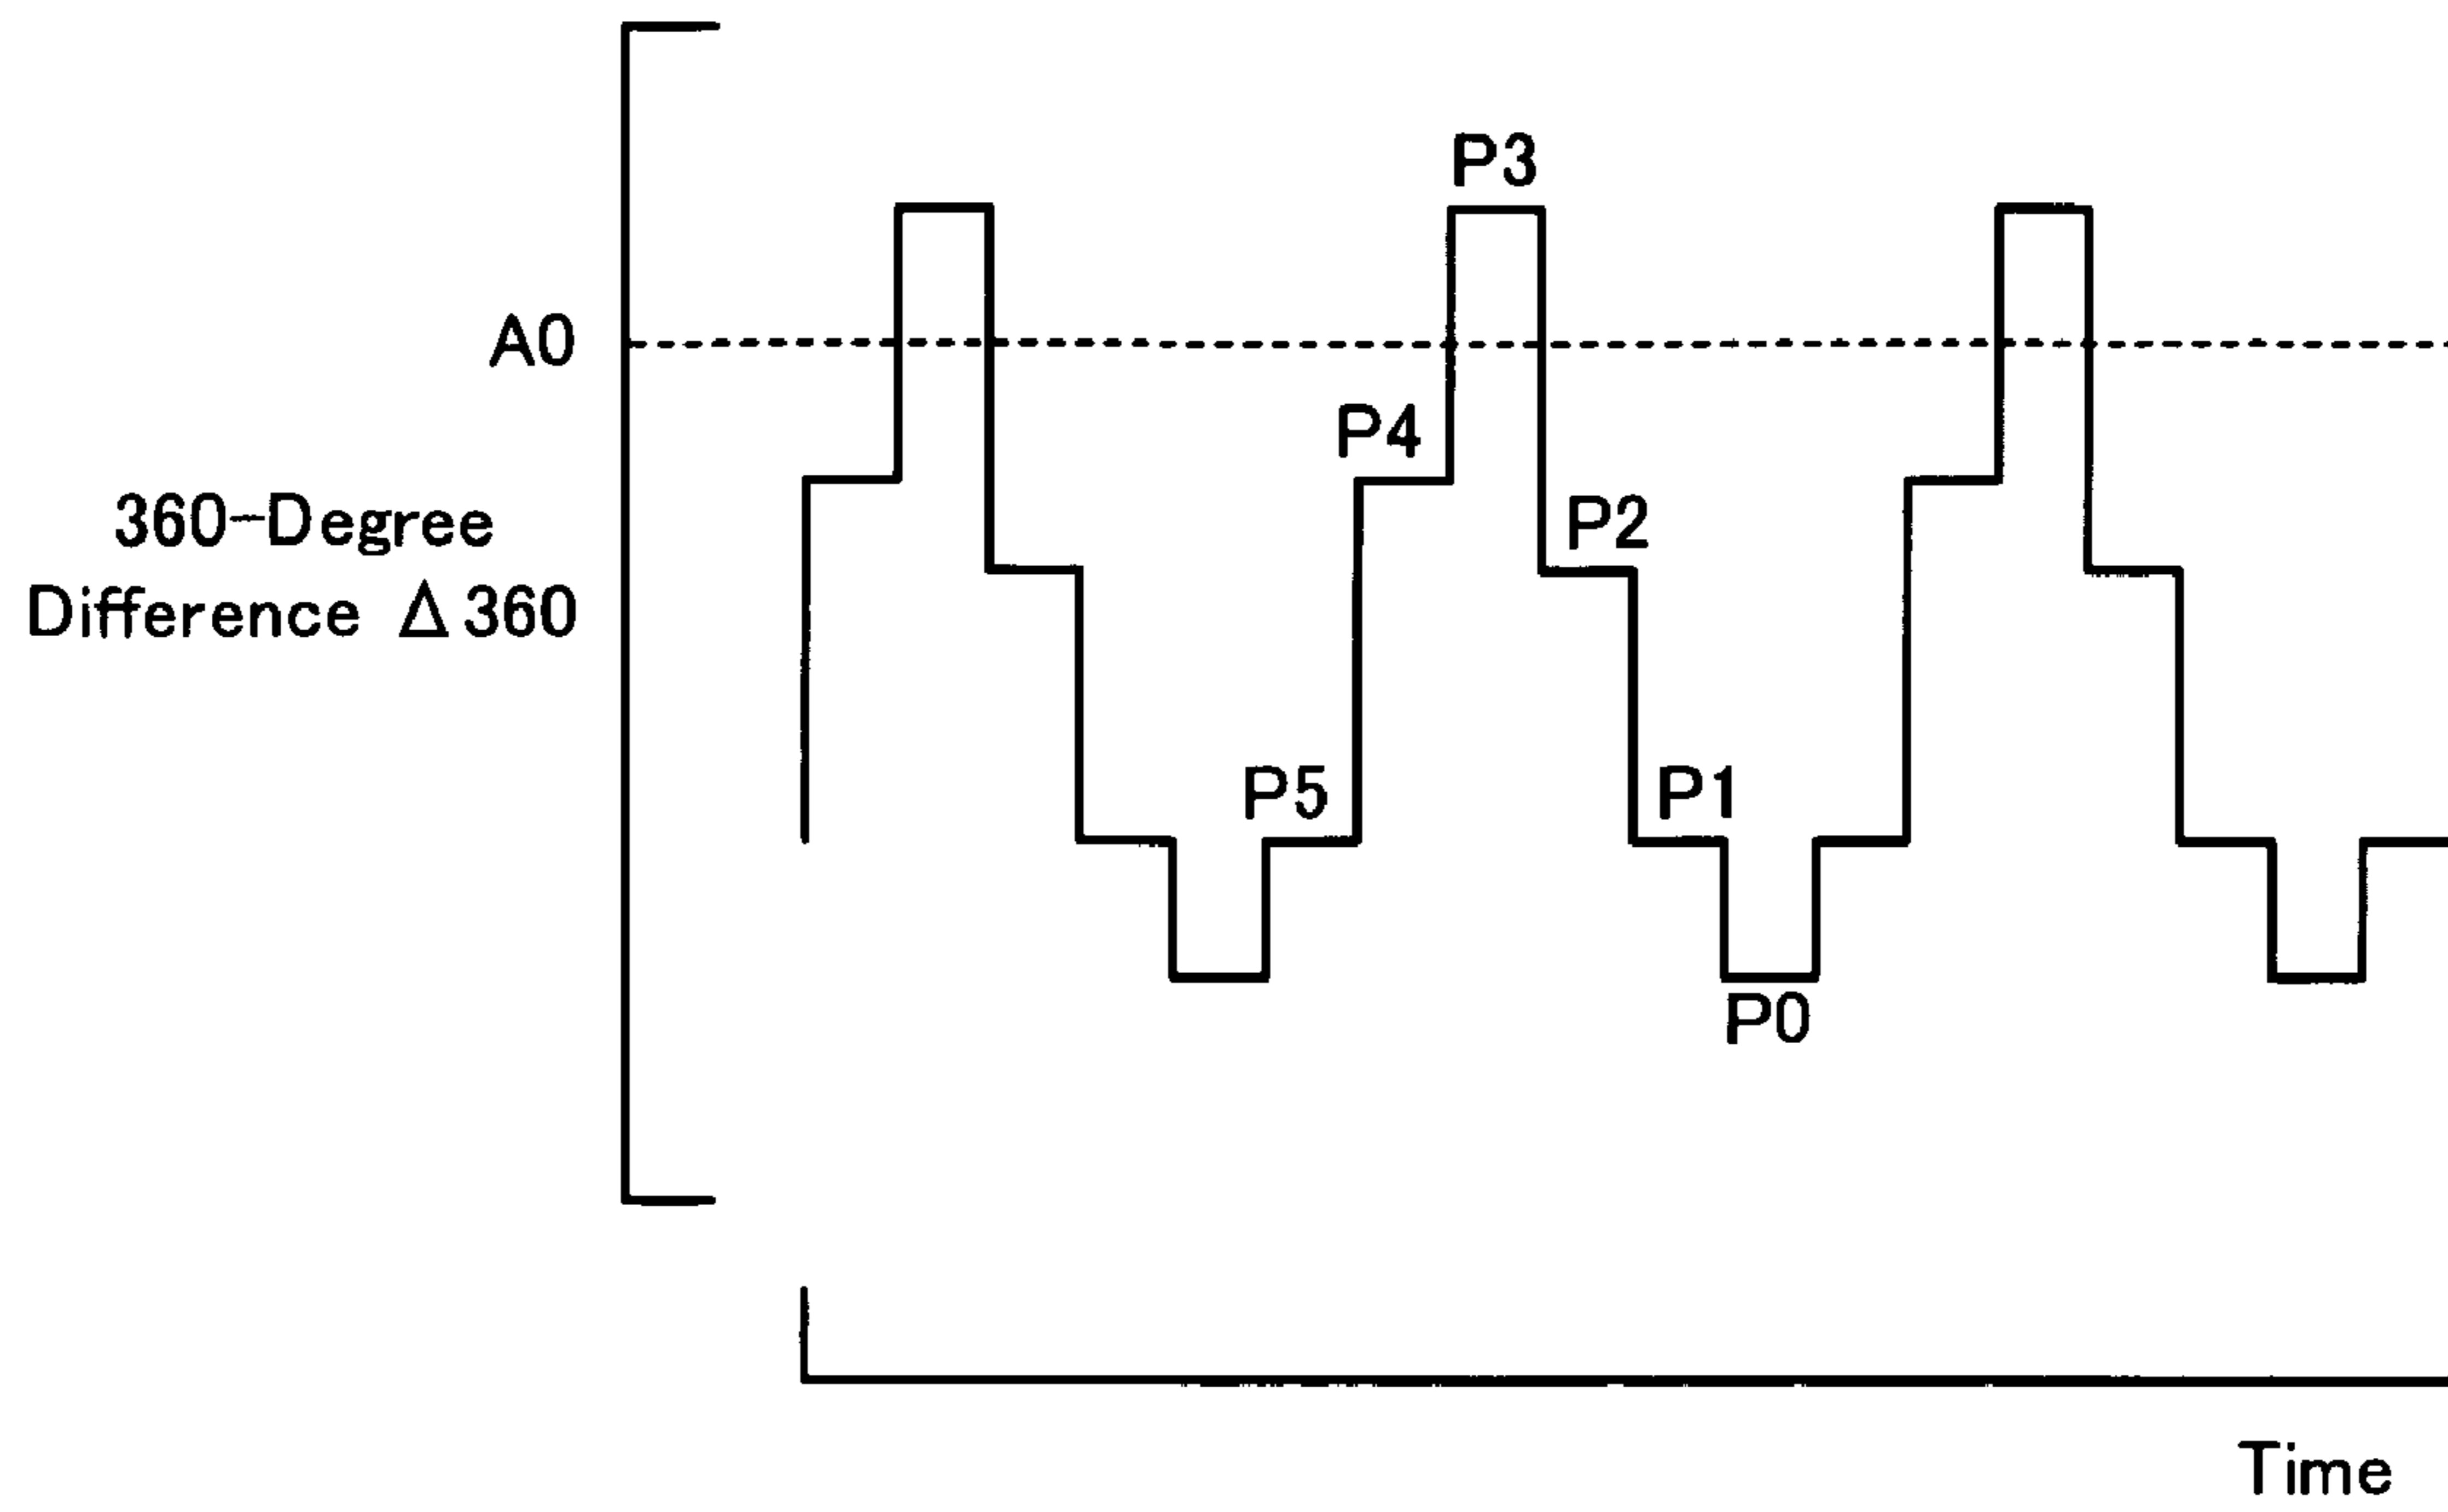 P3
A0
P4
P2
360-Degree
Difference Δ360
P5
P1
P0
Time